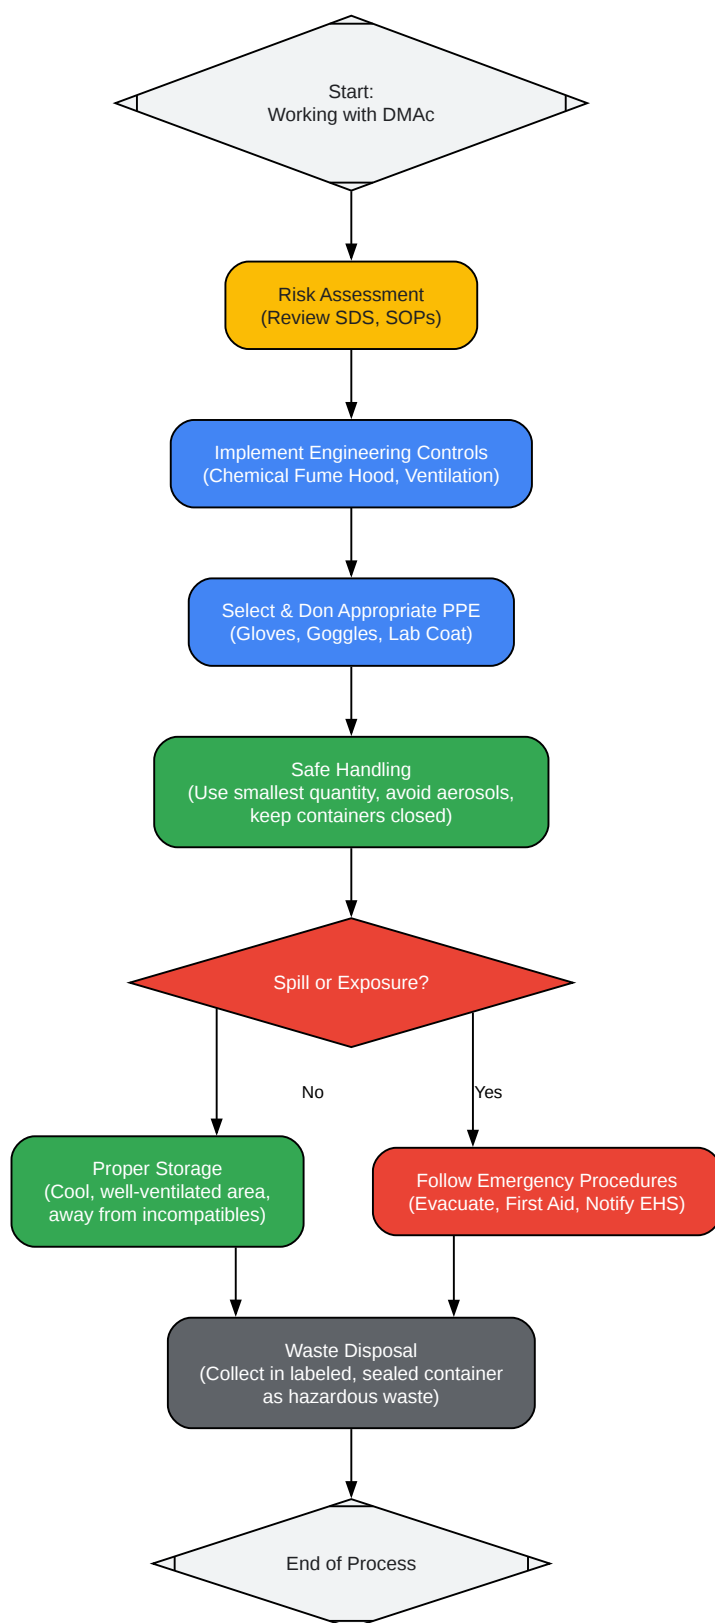 Start:
Working with DMAc
Risk Assessment
(Review SDS, SOPs)
Implement Engineering Controls
(Chemical Fume Hood, Ventilation)
Select & Don Appropriate PPE
(Gloves, Goggles, Lab Coat)
Safe Handling
(Use smallest quantity, avoid aerosols,
keep containers closed)
Spill or Exposure?
No
Yes
Proper Storage
(Cool, well-ventilated area,
away from incompatibles)
Follow Emergency Procedures
(Evacuate, First Aid, Notify EHS)
Waste Disposal
(Collect in labeled, sealed container
as hazardous waste)
End of Process